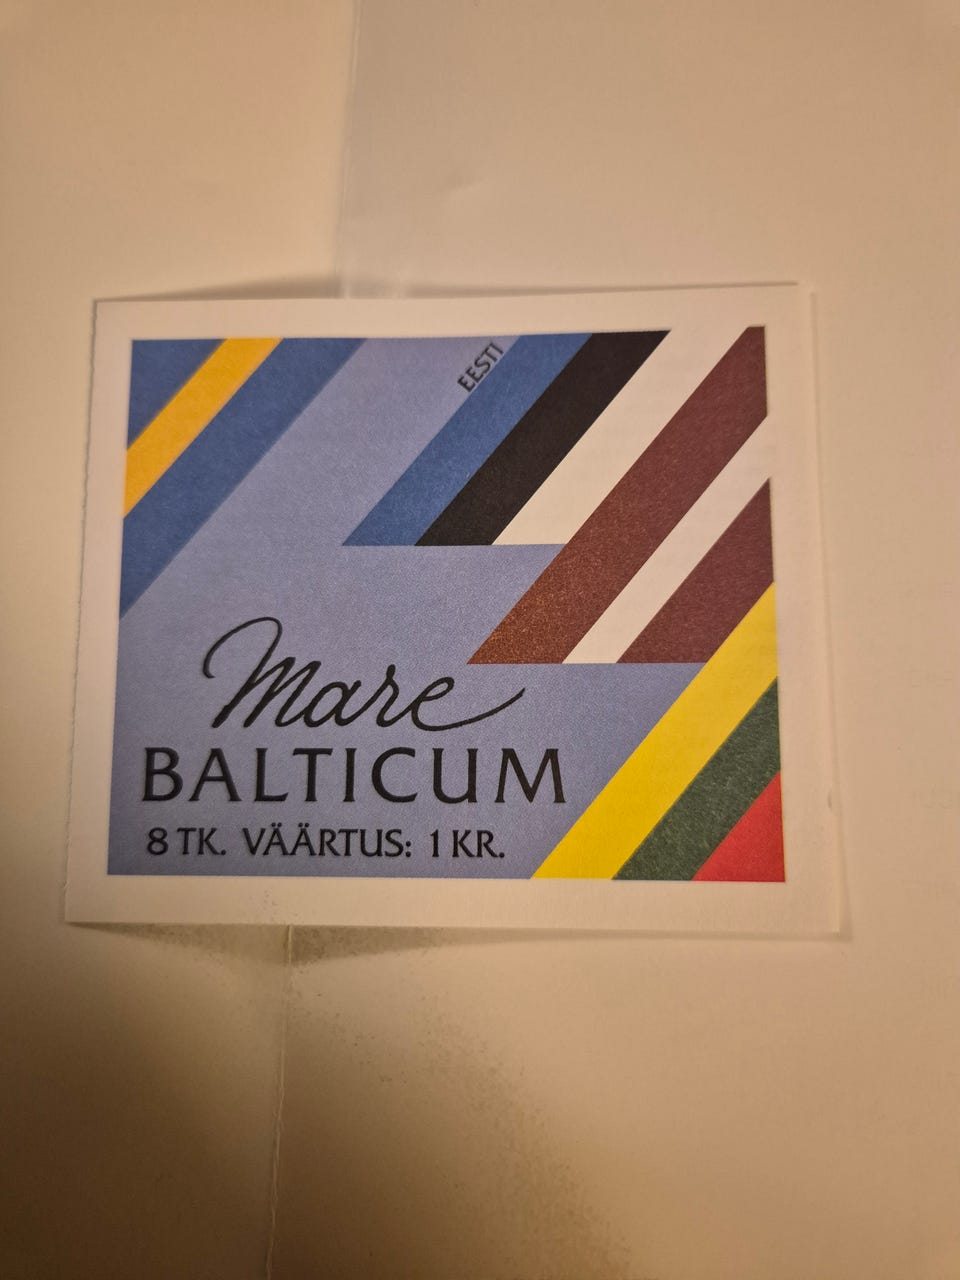 EESTI
Mare
BALTICUM
8 TK. VÄÄRTUS: 1 KR.